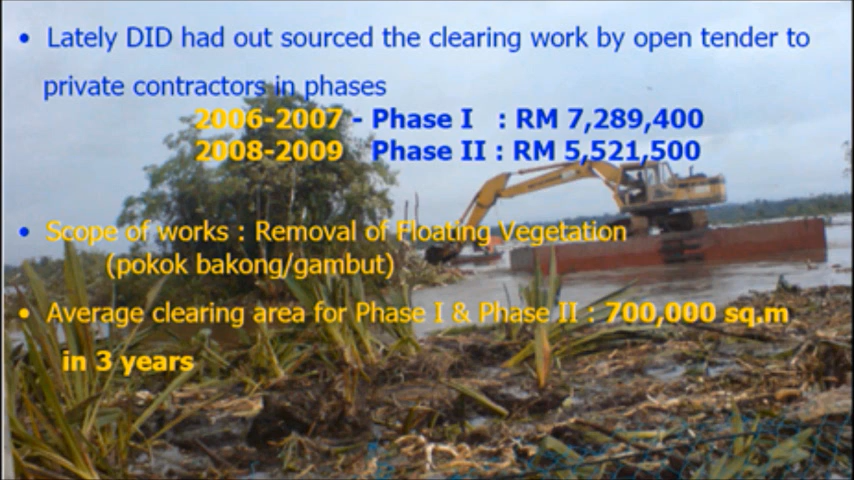 • Lately DID had out sourced the clearing work by open tender to
private contractors in phases
2006-2007 - Phase I : RM 7,289,400
2008-2009 Phase II : RM 5,521,500
• Scope of works : Removal of Floating Vegetation
(pokok bakong/gambut)
• Average clearing area for Phase I & Phase II : 700,000 sq.m
in 3 years